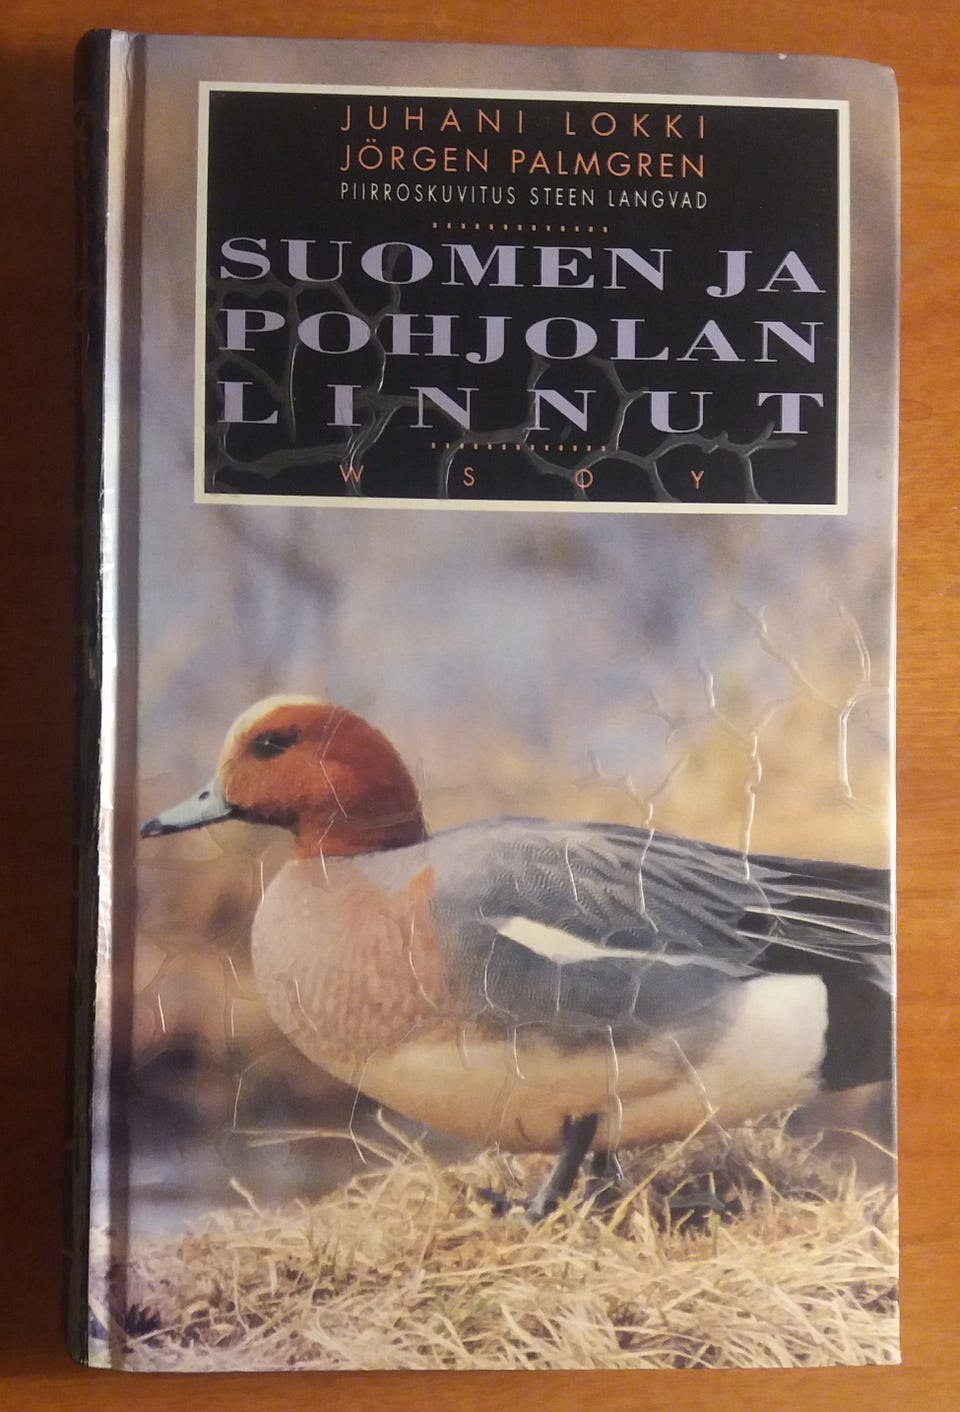 JUHANI LOKKI
JÖRGEN PALMGREN
PIIRROSKUVITUS STEEN LANGVAD
SUOMEN JA
POHJOLAN
LINNUT
WSOY